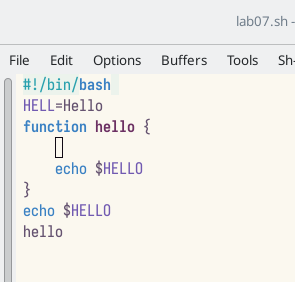 lab07.sh -
File Edit Options Buffers Tools Sh-
#!/bin/bash
HELL=Hello
function hello {
    echo $HELLO
}
echo $HELLO
hello